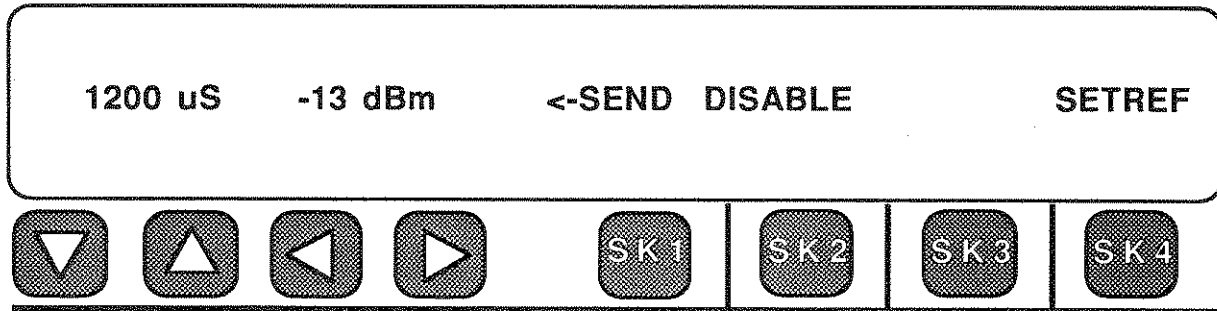 1200 uS -13 dBm <-SEND DISABLE SETREF
SK1 SK2 SK3 SK4